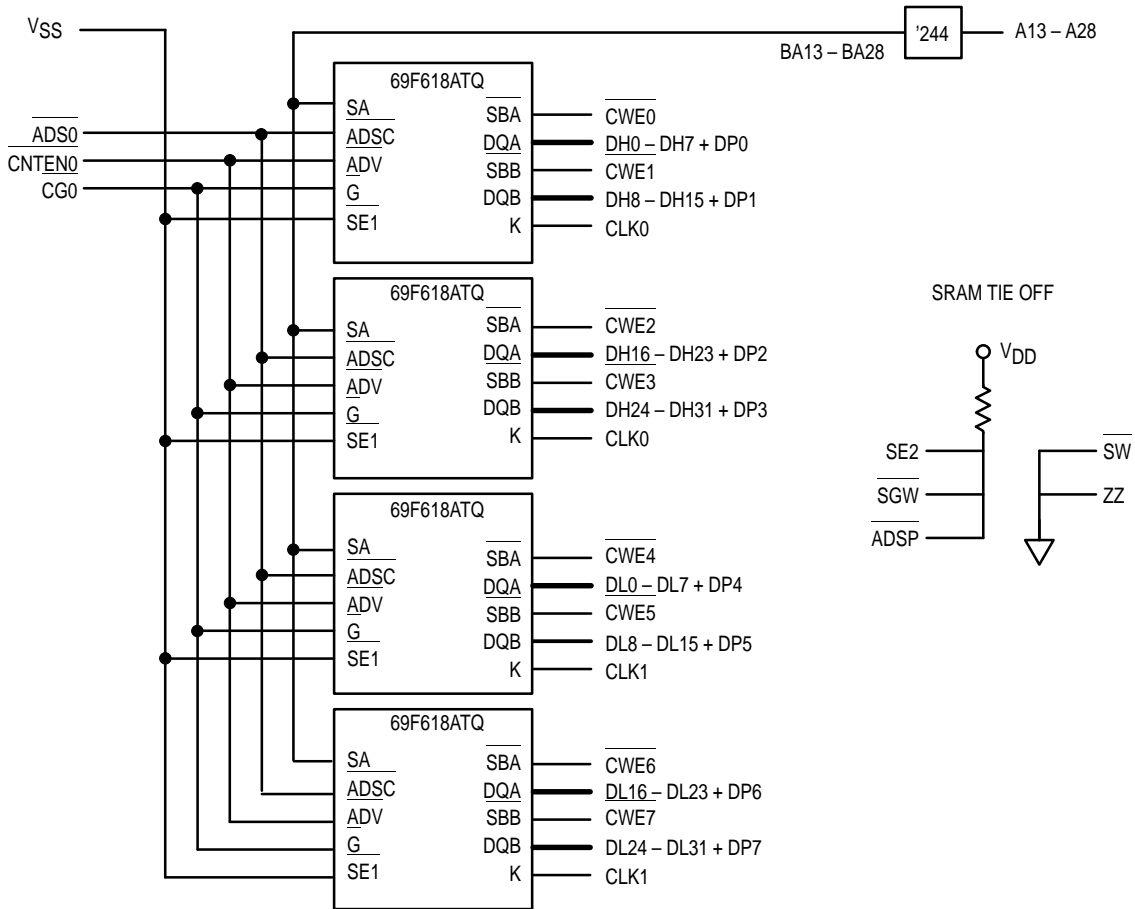 VSS
'244
A13 – A28
BA13 – BA28
69F618ATQ
SA
SBA
CWE0
ADS0
ADSC
DQA
DH0 – DH7 + DP0
CNTEN0
ADV
SBB
CWE1
CG0
G
DQB
DH8 – DH15 + DP1
SE1
K
CLK0
69F618ATQ
SA
SBA
CWE2
ADSC
DQA
DH16 – DH23 + DP2
ADV
SBB
CWE3
G
DQB
DH24 – DH31 + DP3
SE1
K
CLK0
SRAM TIE OFF
VDD
SE2
SW
SGW
ZZ
ADSP
69F618ATQ
SA
SBA
CWE4
ADSC
DQA
DL0 – DL7 + DP4
ADV
SBB
CWE5
G
DQB
DL8 – DL15 + DP5
SE1
K
CLK1
69F618ATQ
SA
SBA
CWE6
ADSC
DQA
DL16 – DL23 + DP6
ADV
SBB
CWE7
G
DQB
DL24 – DL31 + DP7
SE1
K
CLK1